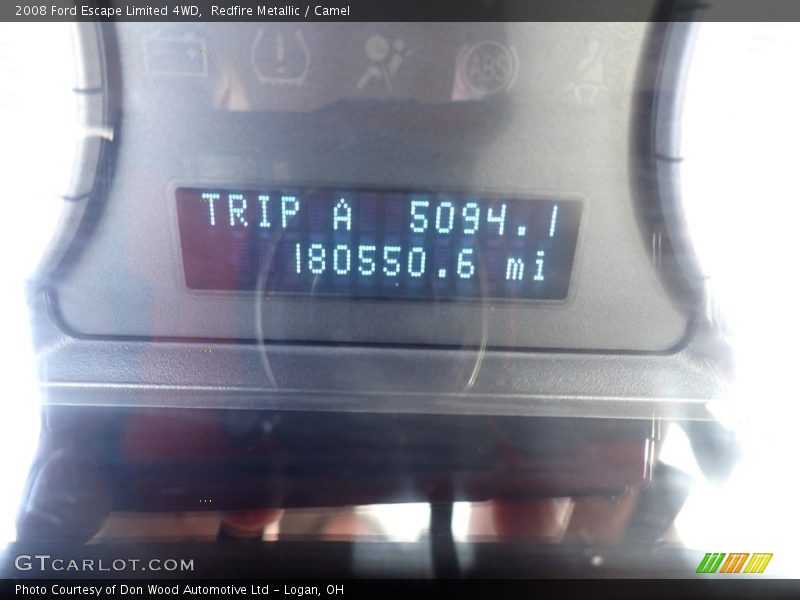 2008 Ford Escape Limited 4WD, Redfire Metallic / Camel
ABS
TRIP A 5094.1
180550.6 mi
GTCARLOT.COM
Photo Courtesy of Don Wood Automotive Ltd - Logan, OH